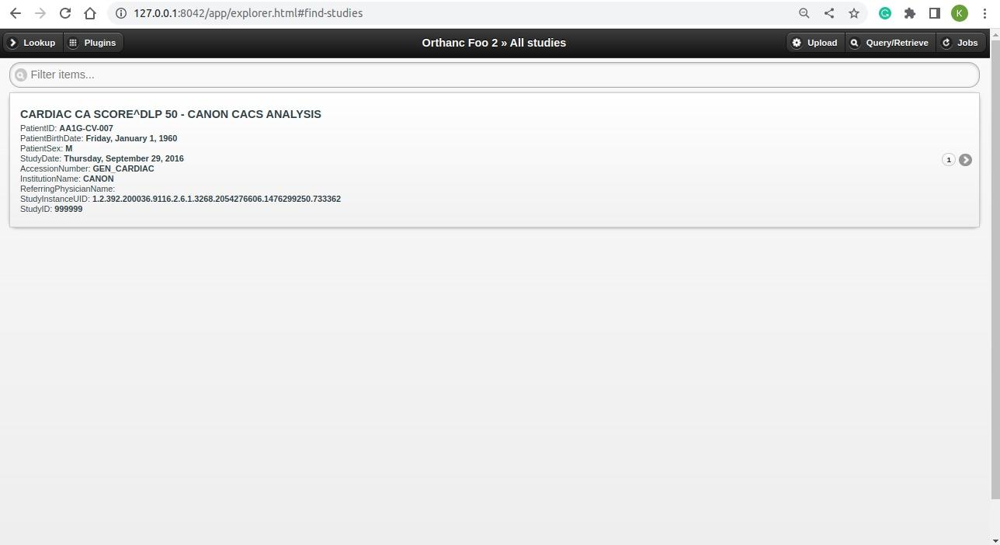 127.0.0.1:8042/app/explorer.html#find-studies
K
Lookup Plugins Orthanc Foo 2 » All studies Upload Query/Retrieve Jobs
Filter items...
CARDIAC CA SCORE^DLP 50 - CANON CACS ANALYSIS
PatientID: AA1G-CV-007
PatientBirthDate: Friday, January 1, 1960
PatientSex: M
StudyDate: Thursday, September 29, 2016
AccessionNumber: GEN_CARDIAC
1
InstitutionName: CANON
ReferringPhysicianName:
StudyInstanceUID: 1.2.392.200036.9116.2.6.1.3268.2054276606.1476299250.733362
StudyID: 999999